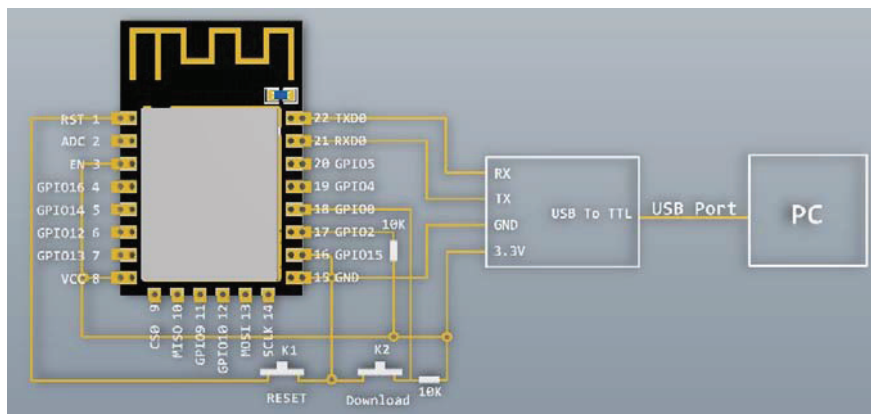 RST 1
ADC 2
EN 3
GPIO16 4
GPIO14 5
GPIO12 6
GPIO13 7
VCC 8
22 TXD0
21 RXD0
20 GPIO5
19 GPIO4
18 GPIO0
17 GPIO2
16 GPIO15
15 GND
CS0 9
MISO 10
GPIO9 11
GPIO10 12
MOSI 13
SCLK 14
10K
RX
TX
GND
3.3V
USB To TTL
USB Port
PC
K1
RESET
K2
Download
10K